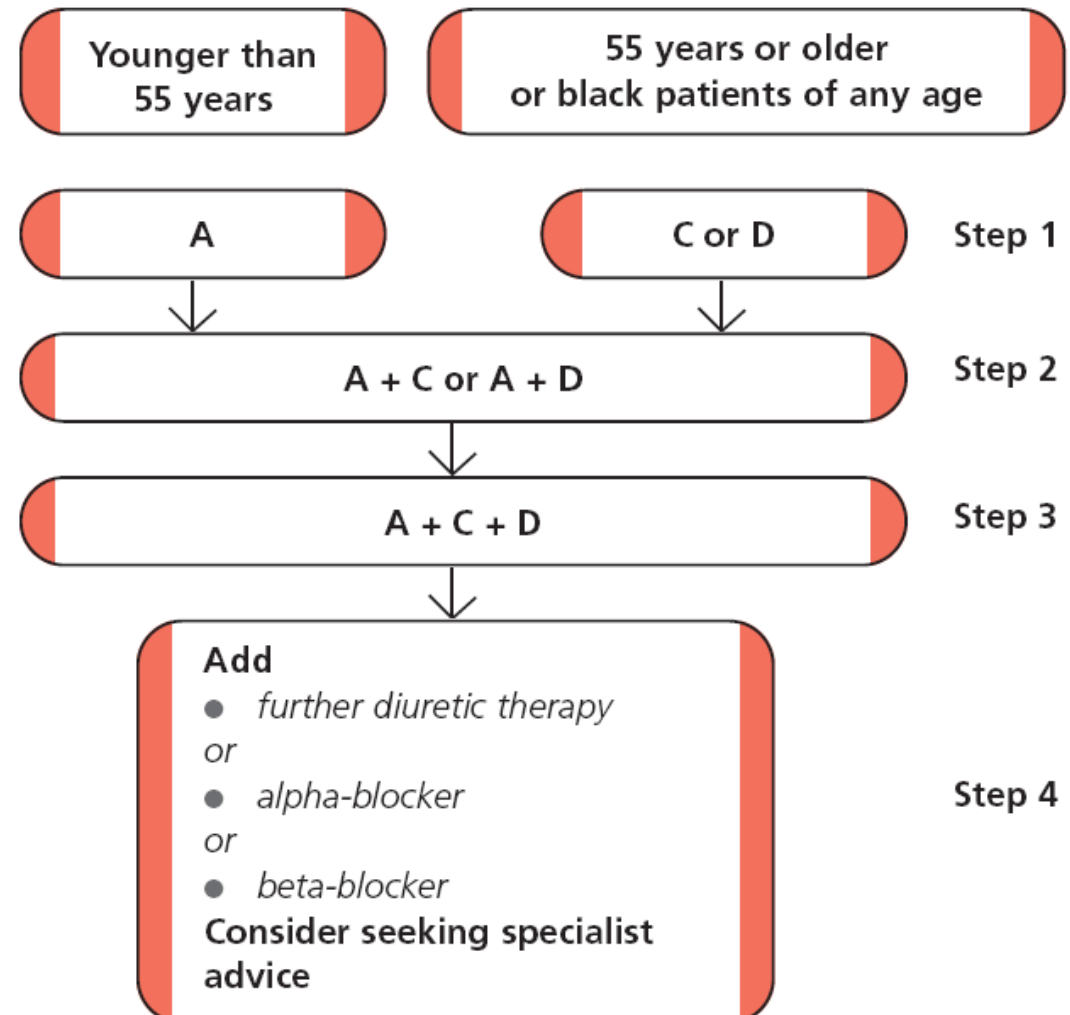 Younger than
55 years
55 years or older
or black patients of any age
A
C or D
Step 1
A + C or A + D
Step 2
A + C + D
Step 3
Add
● further diuretic therapy
or
● alpha-blocker
or
● beta-blocker
Consider seeking specialist
advice
Step 4